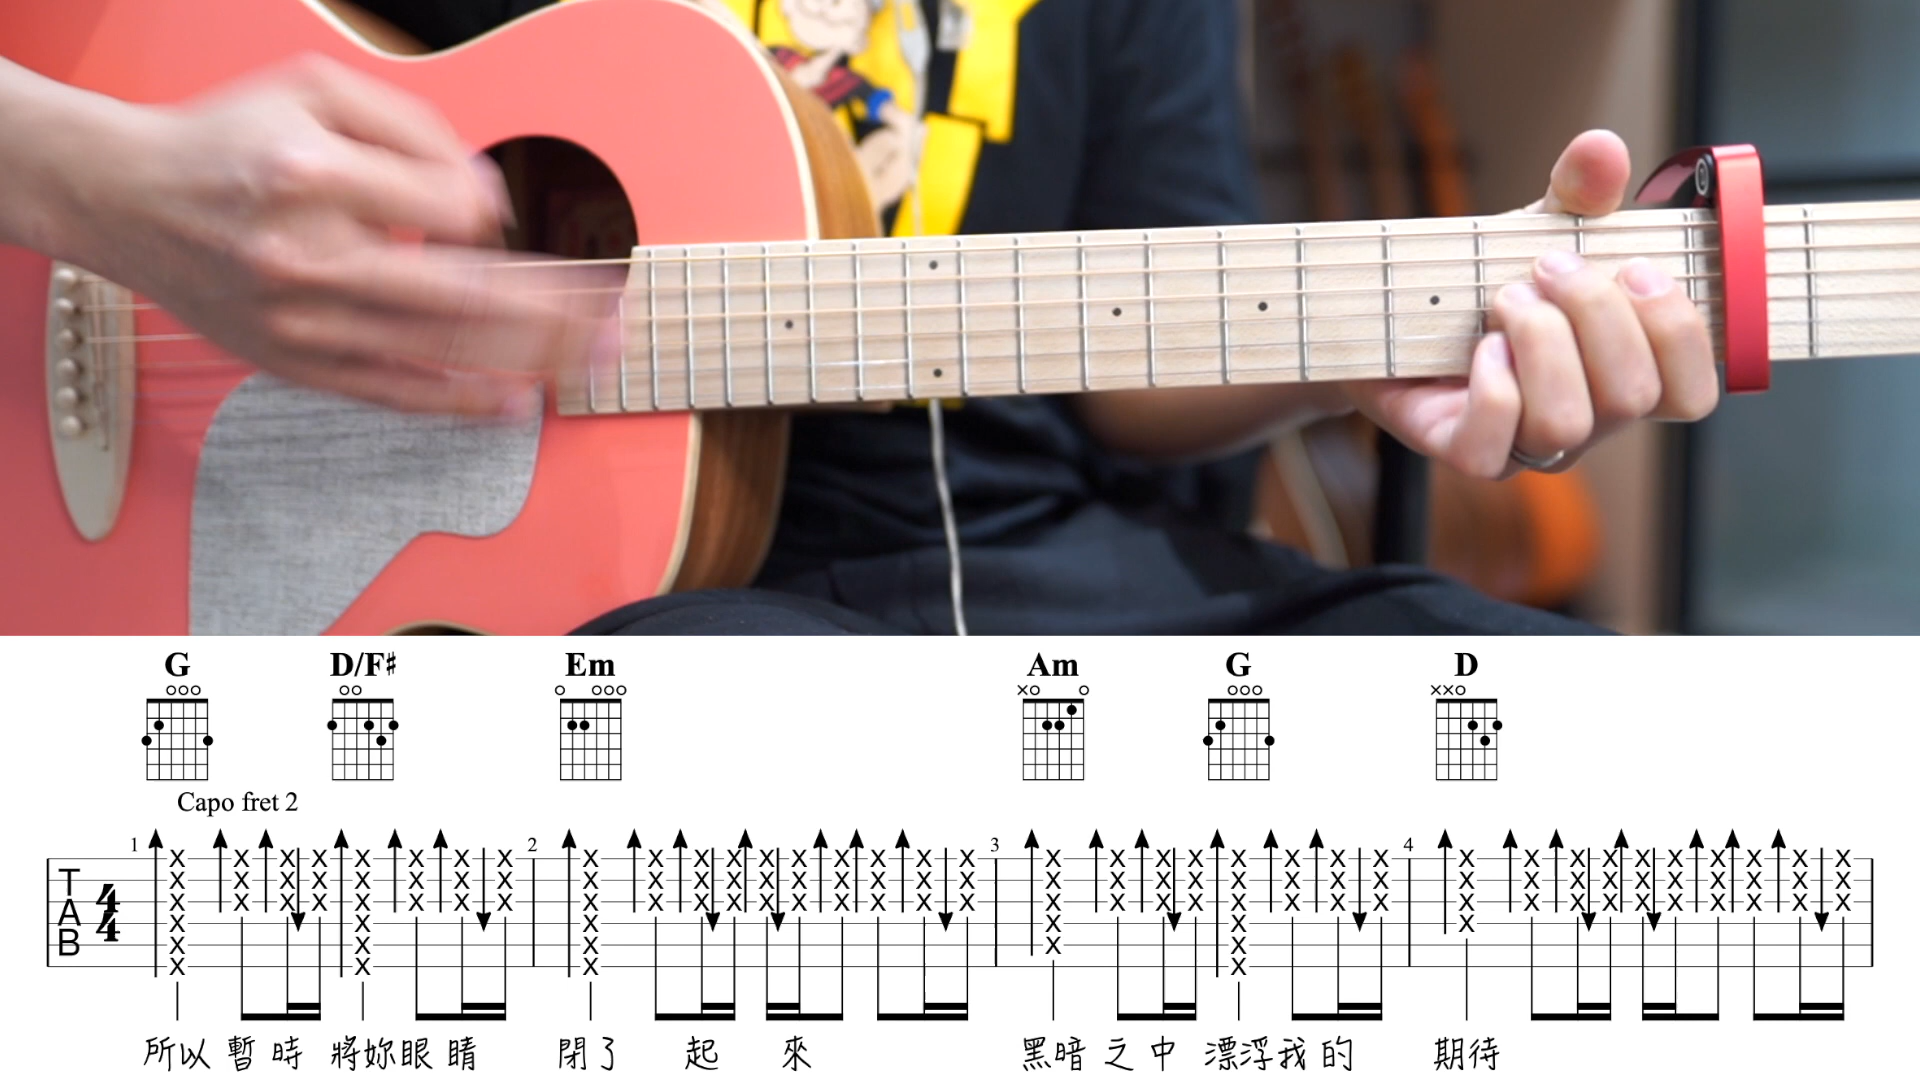 G D/F♯ Em Am G D
Capo fret 2
1 2 3 4
TAB 4/4
所以暫時 將妳眼睛 閉了 起 來 黑暗之中 漂浮我的 期待